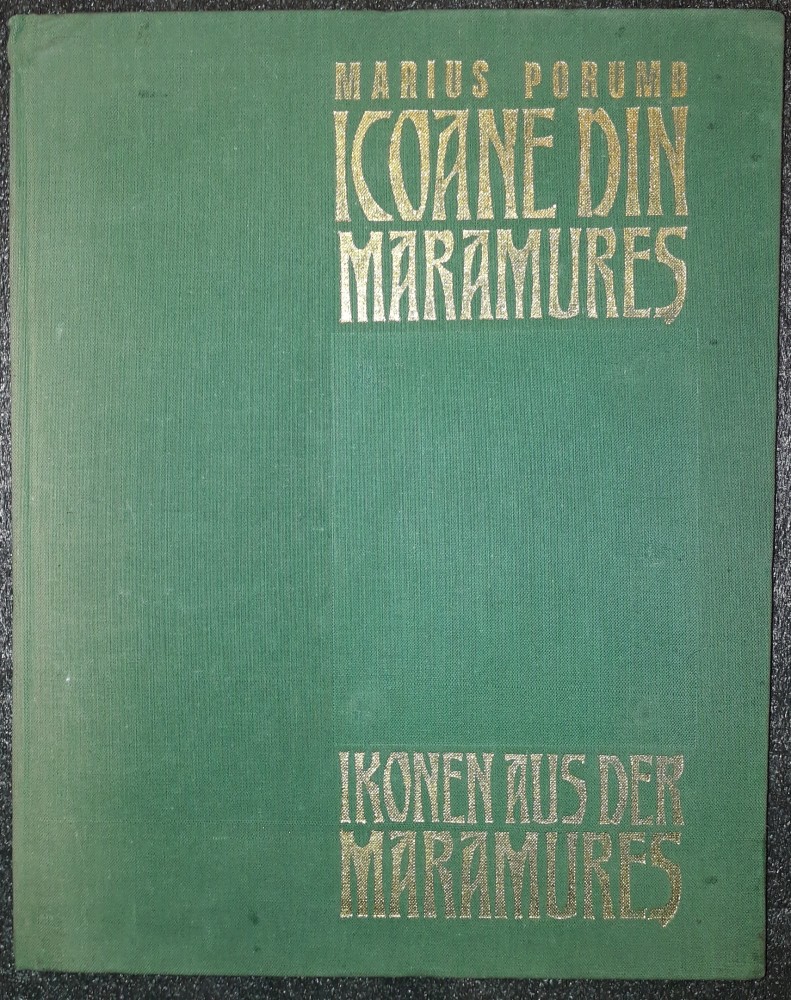 MARIUS PORUMB
ICOANE DIN
MARAMUREȘ
IKONEN AUS DER
MARAMUREȘ